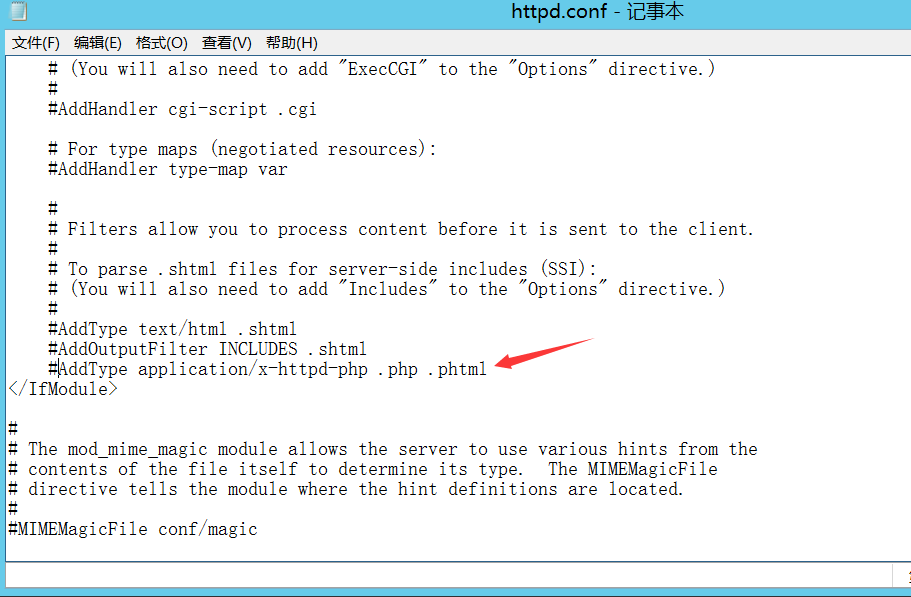 httpd.conf - 记事本
文件(F) 编辑(E) 格式(O) 查看(V) 帮助(H)
# (You will also need to add "ExecCGI" to the "Options" directive.)
#
#AddHandler cgi-script .cgi
# For type maps (negotiated resources):
#AddHandler type-map var
#
# Filters allow you to process content before it is sent to the client.
#
# To parse .shtml files for server-side includes (SSI):
# (You will also need to add "Includes" to the "Options" directive.)
#
#AddType text/html .shtml
#AddOutputFilter INCLUDES .shtml
#AddType application/x-httpd-php .php .phtml
</IfModule>
#
# The mod_mime_magic module allows the server to use various hints from the
# contents of the file itself to determine its type.  The MIMEMagicFile
# directive tells the module where the hint definitions are located.
#
#MIMEMagicFile conf/magic